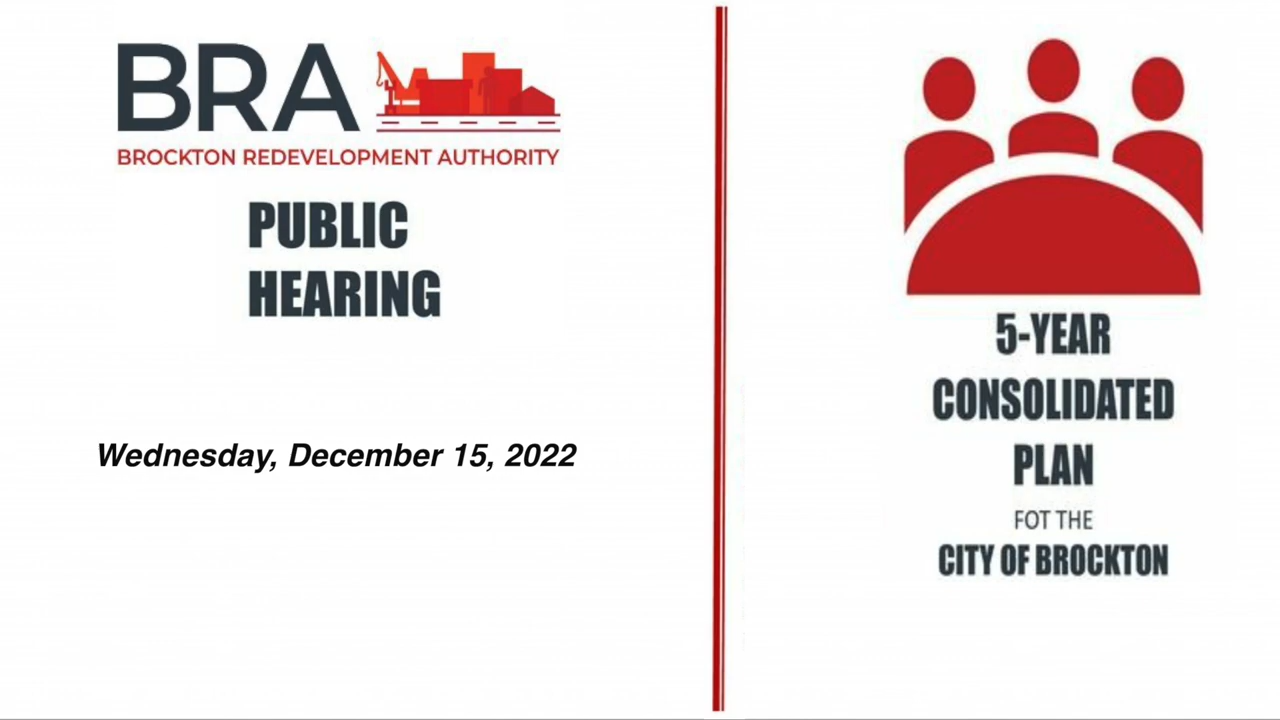 BRA
BROCKTON REDEVELOPMENT AUTHORITY
PUBLIC
HEARING
Wednesday, December 15, 2022
5-YEAR
CONSOLIDATED
PLAN
FOT THE
CITY OF BROCKTON